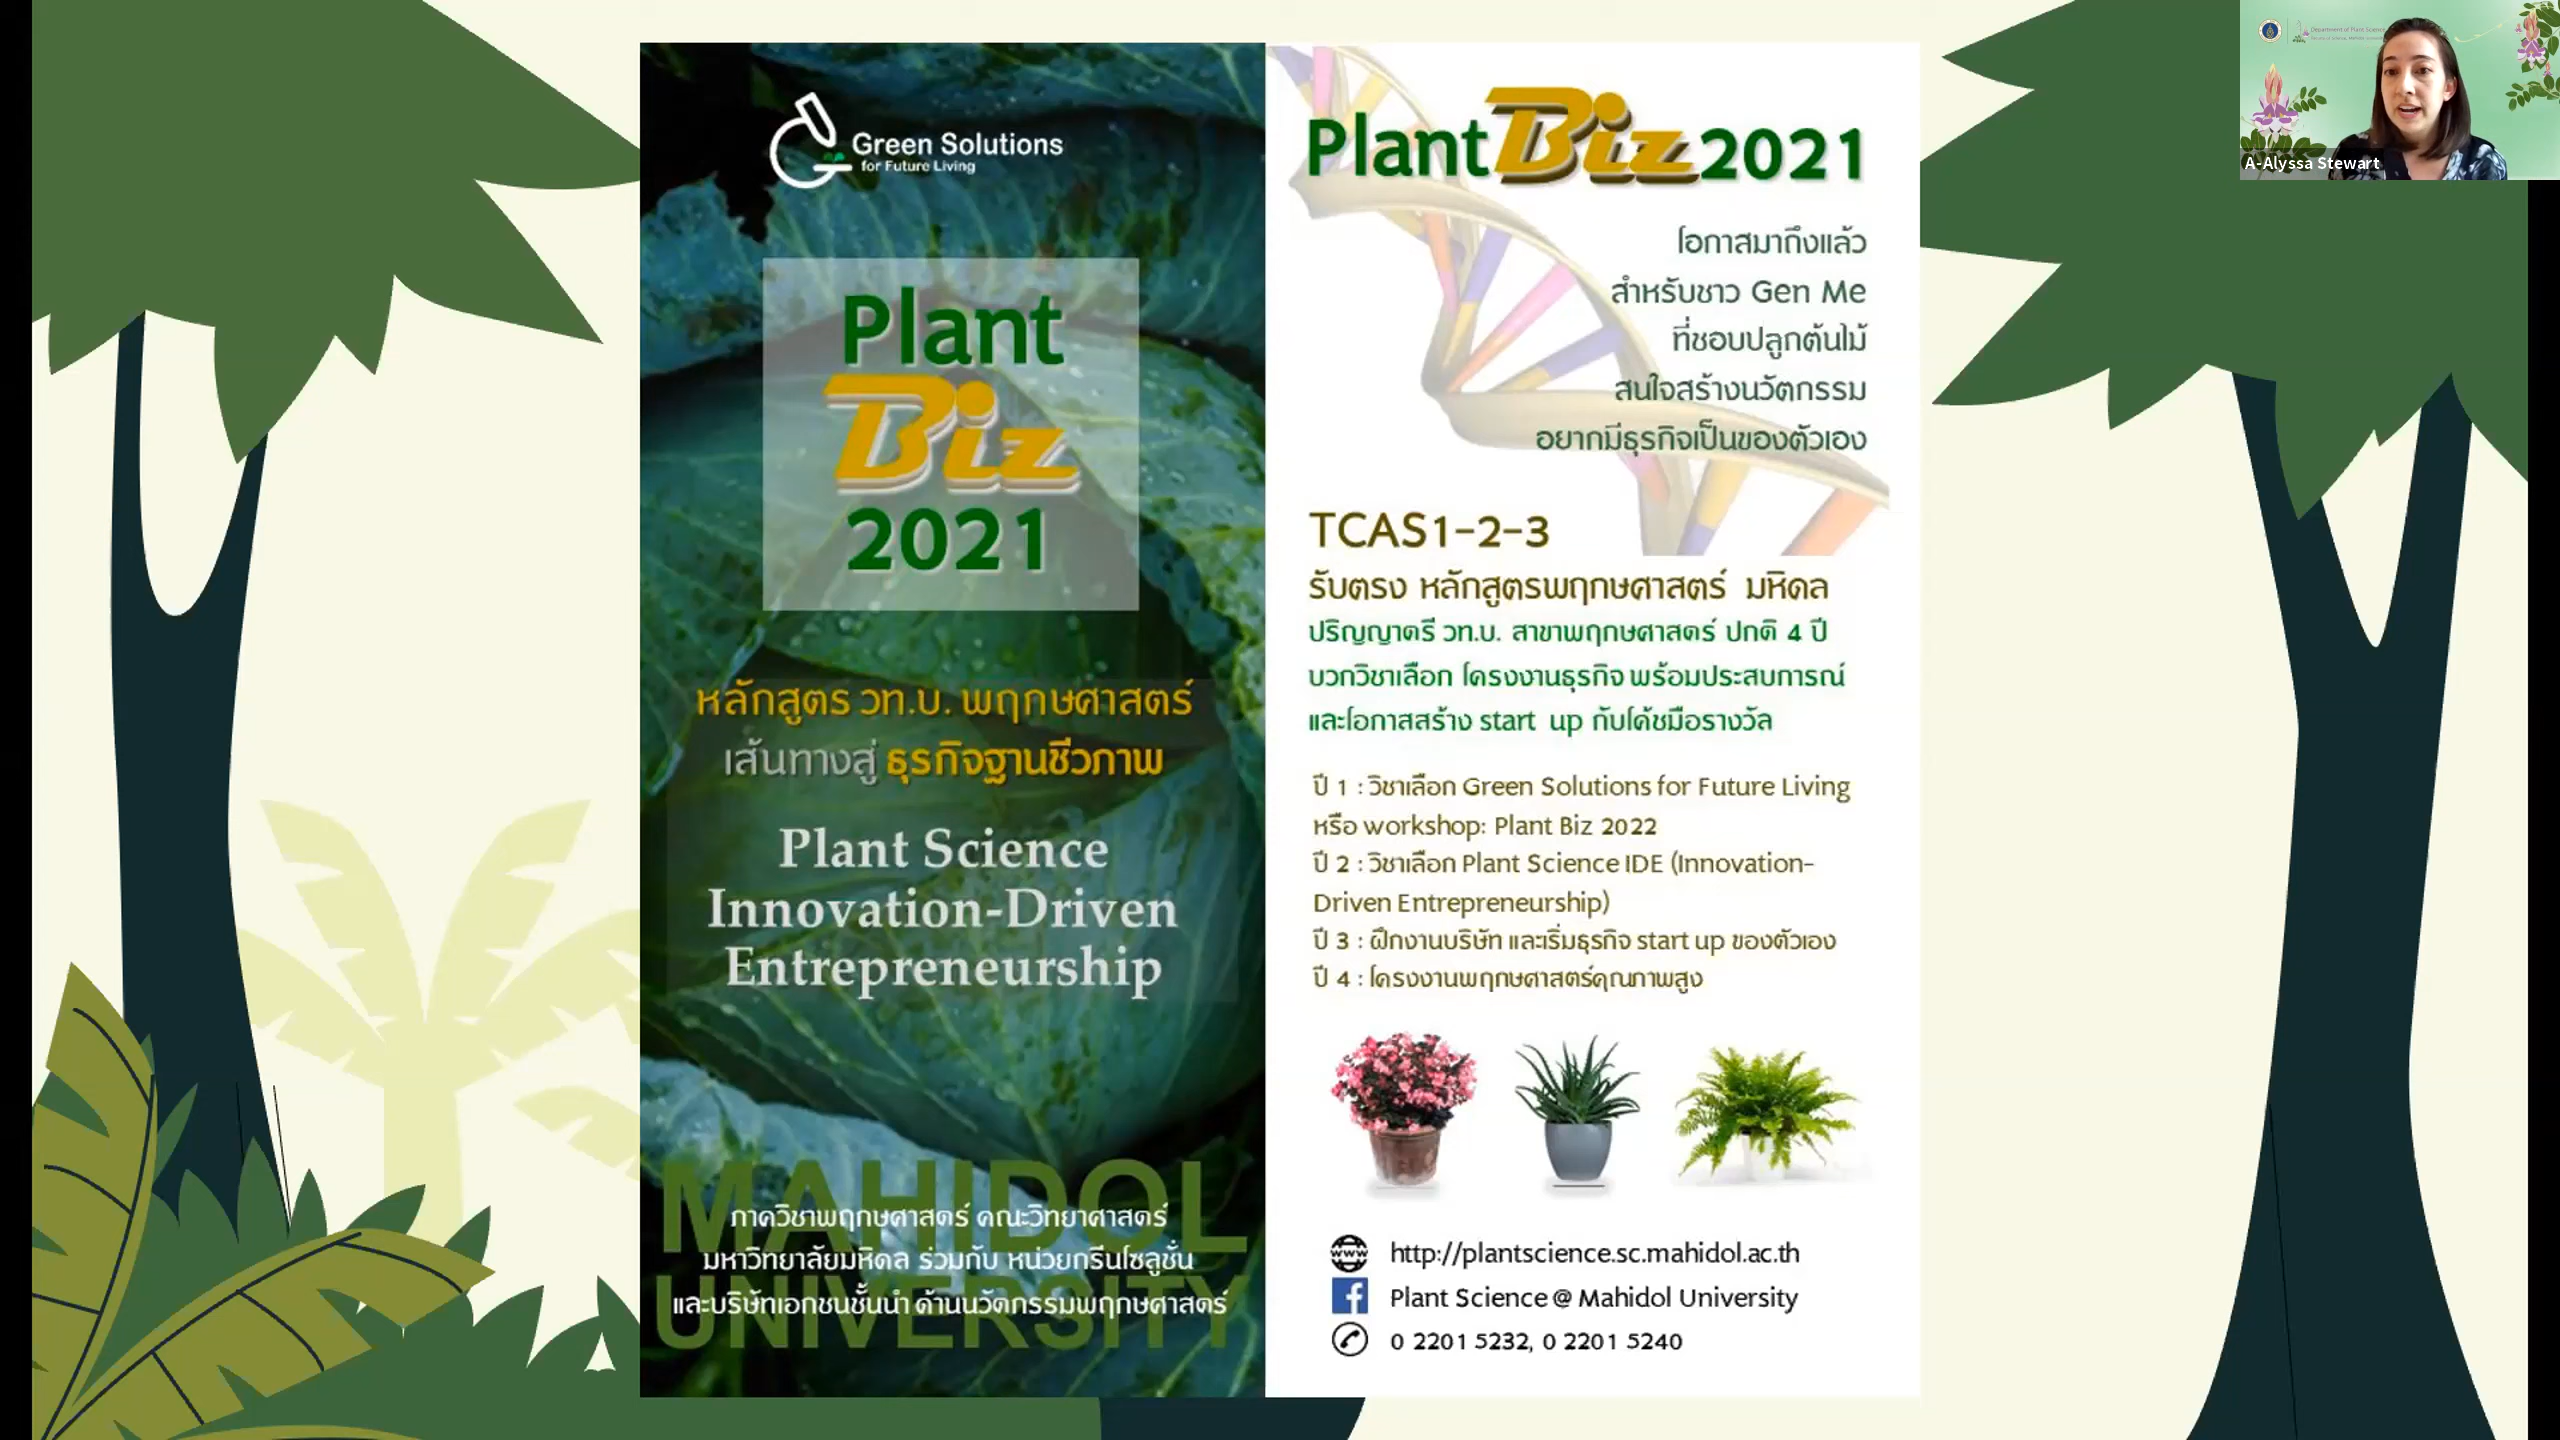 Green Solutions
for Future Living
Plant
Biz
2021
หลักสูตร วท.บ. พฤกษศาสตร์
เส้นทางสู่ ธุรกิจฐานชีวภาพ
Plant Science
Innovation-Driven
Entrepreneurship
MAHIDOL
UNIVERSITY
ภาควิชาพฤกษศาสตร์ คณะวิทยาศาสตร์
มหาวิทยาลัยมหิดล ร่วมกับ หน่วยกรีนโซลูชั่น
และบริษัทเอกชนชั้นนำ ด้านนวัตกรรมพฤกษศาสตร์
Plant Biz 2021
โอกาสมาถึงแล้ว
สำหรับชาว Gen Me
ที่ชอบปลูกต้นไม้
สนใจสร้างนวัตกรรม
อยากมีธุรกิจเป็นของตัวเอง
TCAS1-2-3
รับตรง หลักสูตรพฤกษศาสตร์ มหิดล
ปริญญาตรี วท.บ. สาขาพฤกษศาสตร์ ปกติ 4 ปี
บวกวิชาเลือก โครงงานธุรกิจ พร้อมประสบการณ์
และโอกาสสร้าง start up กับโค้ชมือรางวัล
ปี 1 : วิชาเลือก Green Solutions for Future Living
หรือ workshop: Plant Biz 2022
ปี 2 : วิชาเลือก Plant Science IDE (Innovation-
Driven Entrepreneurship)
ปี 3 : ฝึกงานบริษัท และเริ่มธุรกิจ start up ของตัวเอง
ปี 4 : โครงงานพฤกษศาสตร์คุณภาพสูง
www http://plantscience.sc.mahidol.ac.th
Plant Science @ Mahidol University
0 2201 5232, 0 2201 5240
Department of Plant Science
A-Alyssa Stewart